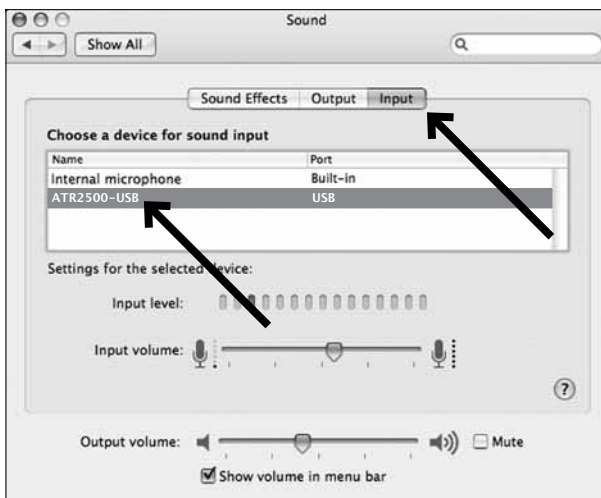 Sound
Show All
Sound Effects Output Input
Choose a device for sound input
Name Port
Internal microphone Built-in
ATR2500-USB USB
Settings for the selected device:
Input level:
Input volume:
?
Output volume: Mute
Show volume in menu bar